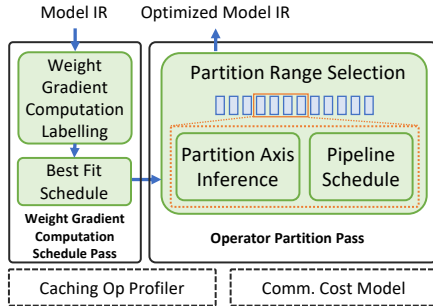 Model IR
Optimized Model IR
Weight
Gradient
Computation
Labelling
Best Fit
Schedule
Weight Gradient
Computation
Schedule Pass
Partition Range Selection
Partition Axis
Inference
Pipeline
Schedule
Operator Partition Pass
Caching Op Profiler
Comm. Cost Model